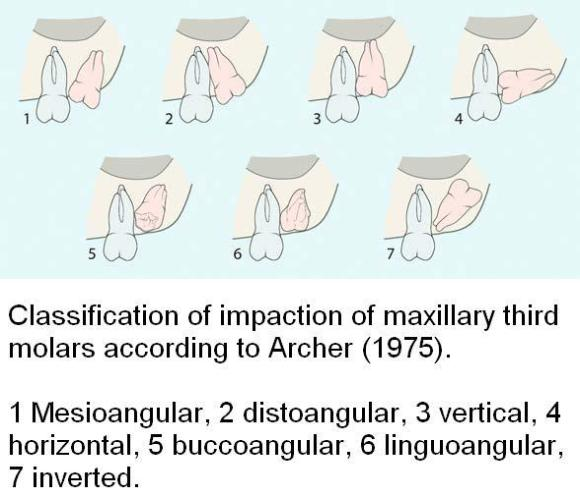 1 2 3 4
5 6 7
Classification of impaction of maxillary third
molars according to Archer (1975).
1 Mesioangular, 2 distoangular, 3 vertical, 4
horizontal, 5 buccoangular, 6 linguoangular,
7 inverted.